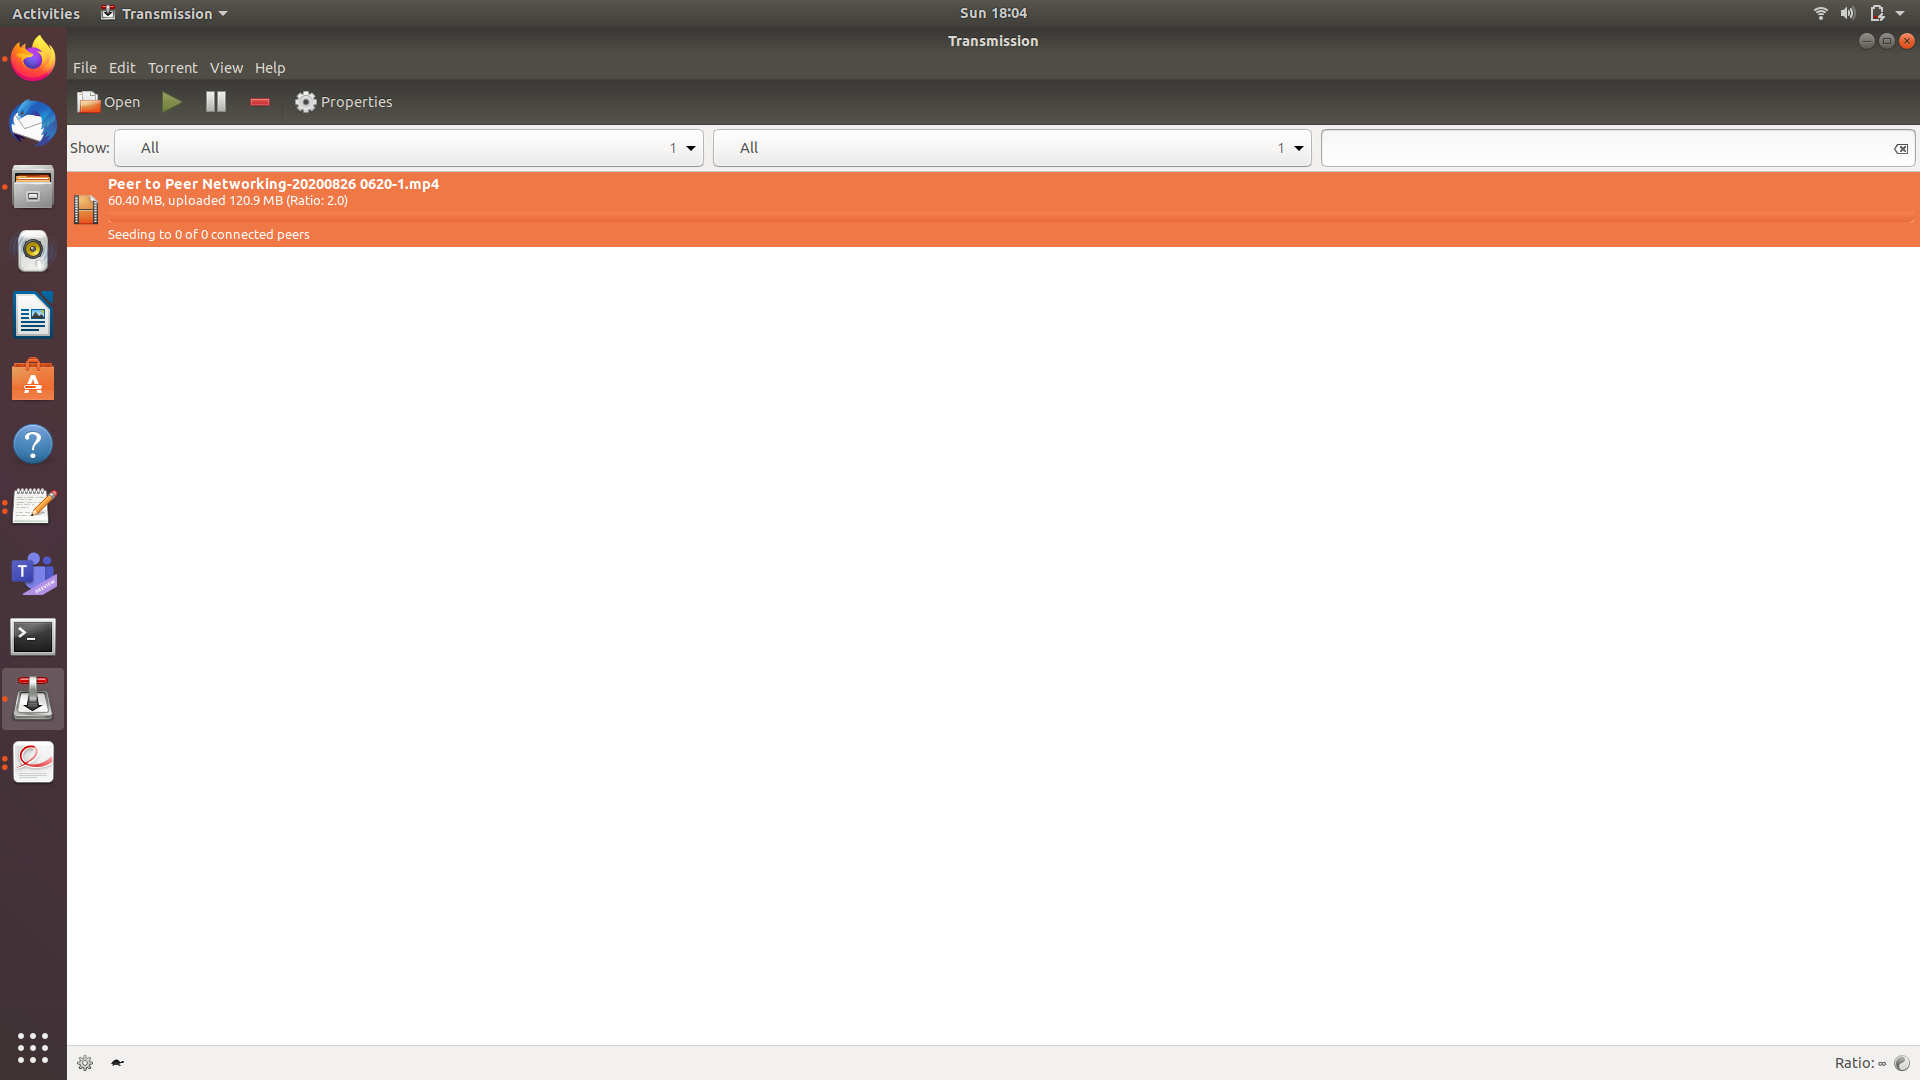 Activities Transmission Sun 18:04
Transmission
File Edit Torrent View Help
Open Properties
Show: All 1 All 1
Peer to Peer Networking-20200826 0620-1.mp4
60.40 MB, uploaded 120.9 MB (Ratio: 2.0)
Seeding to 0 of 0 connected peers
T
PREVIEW
Ratio: ∞